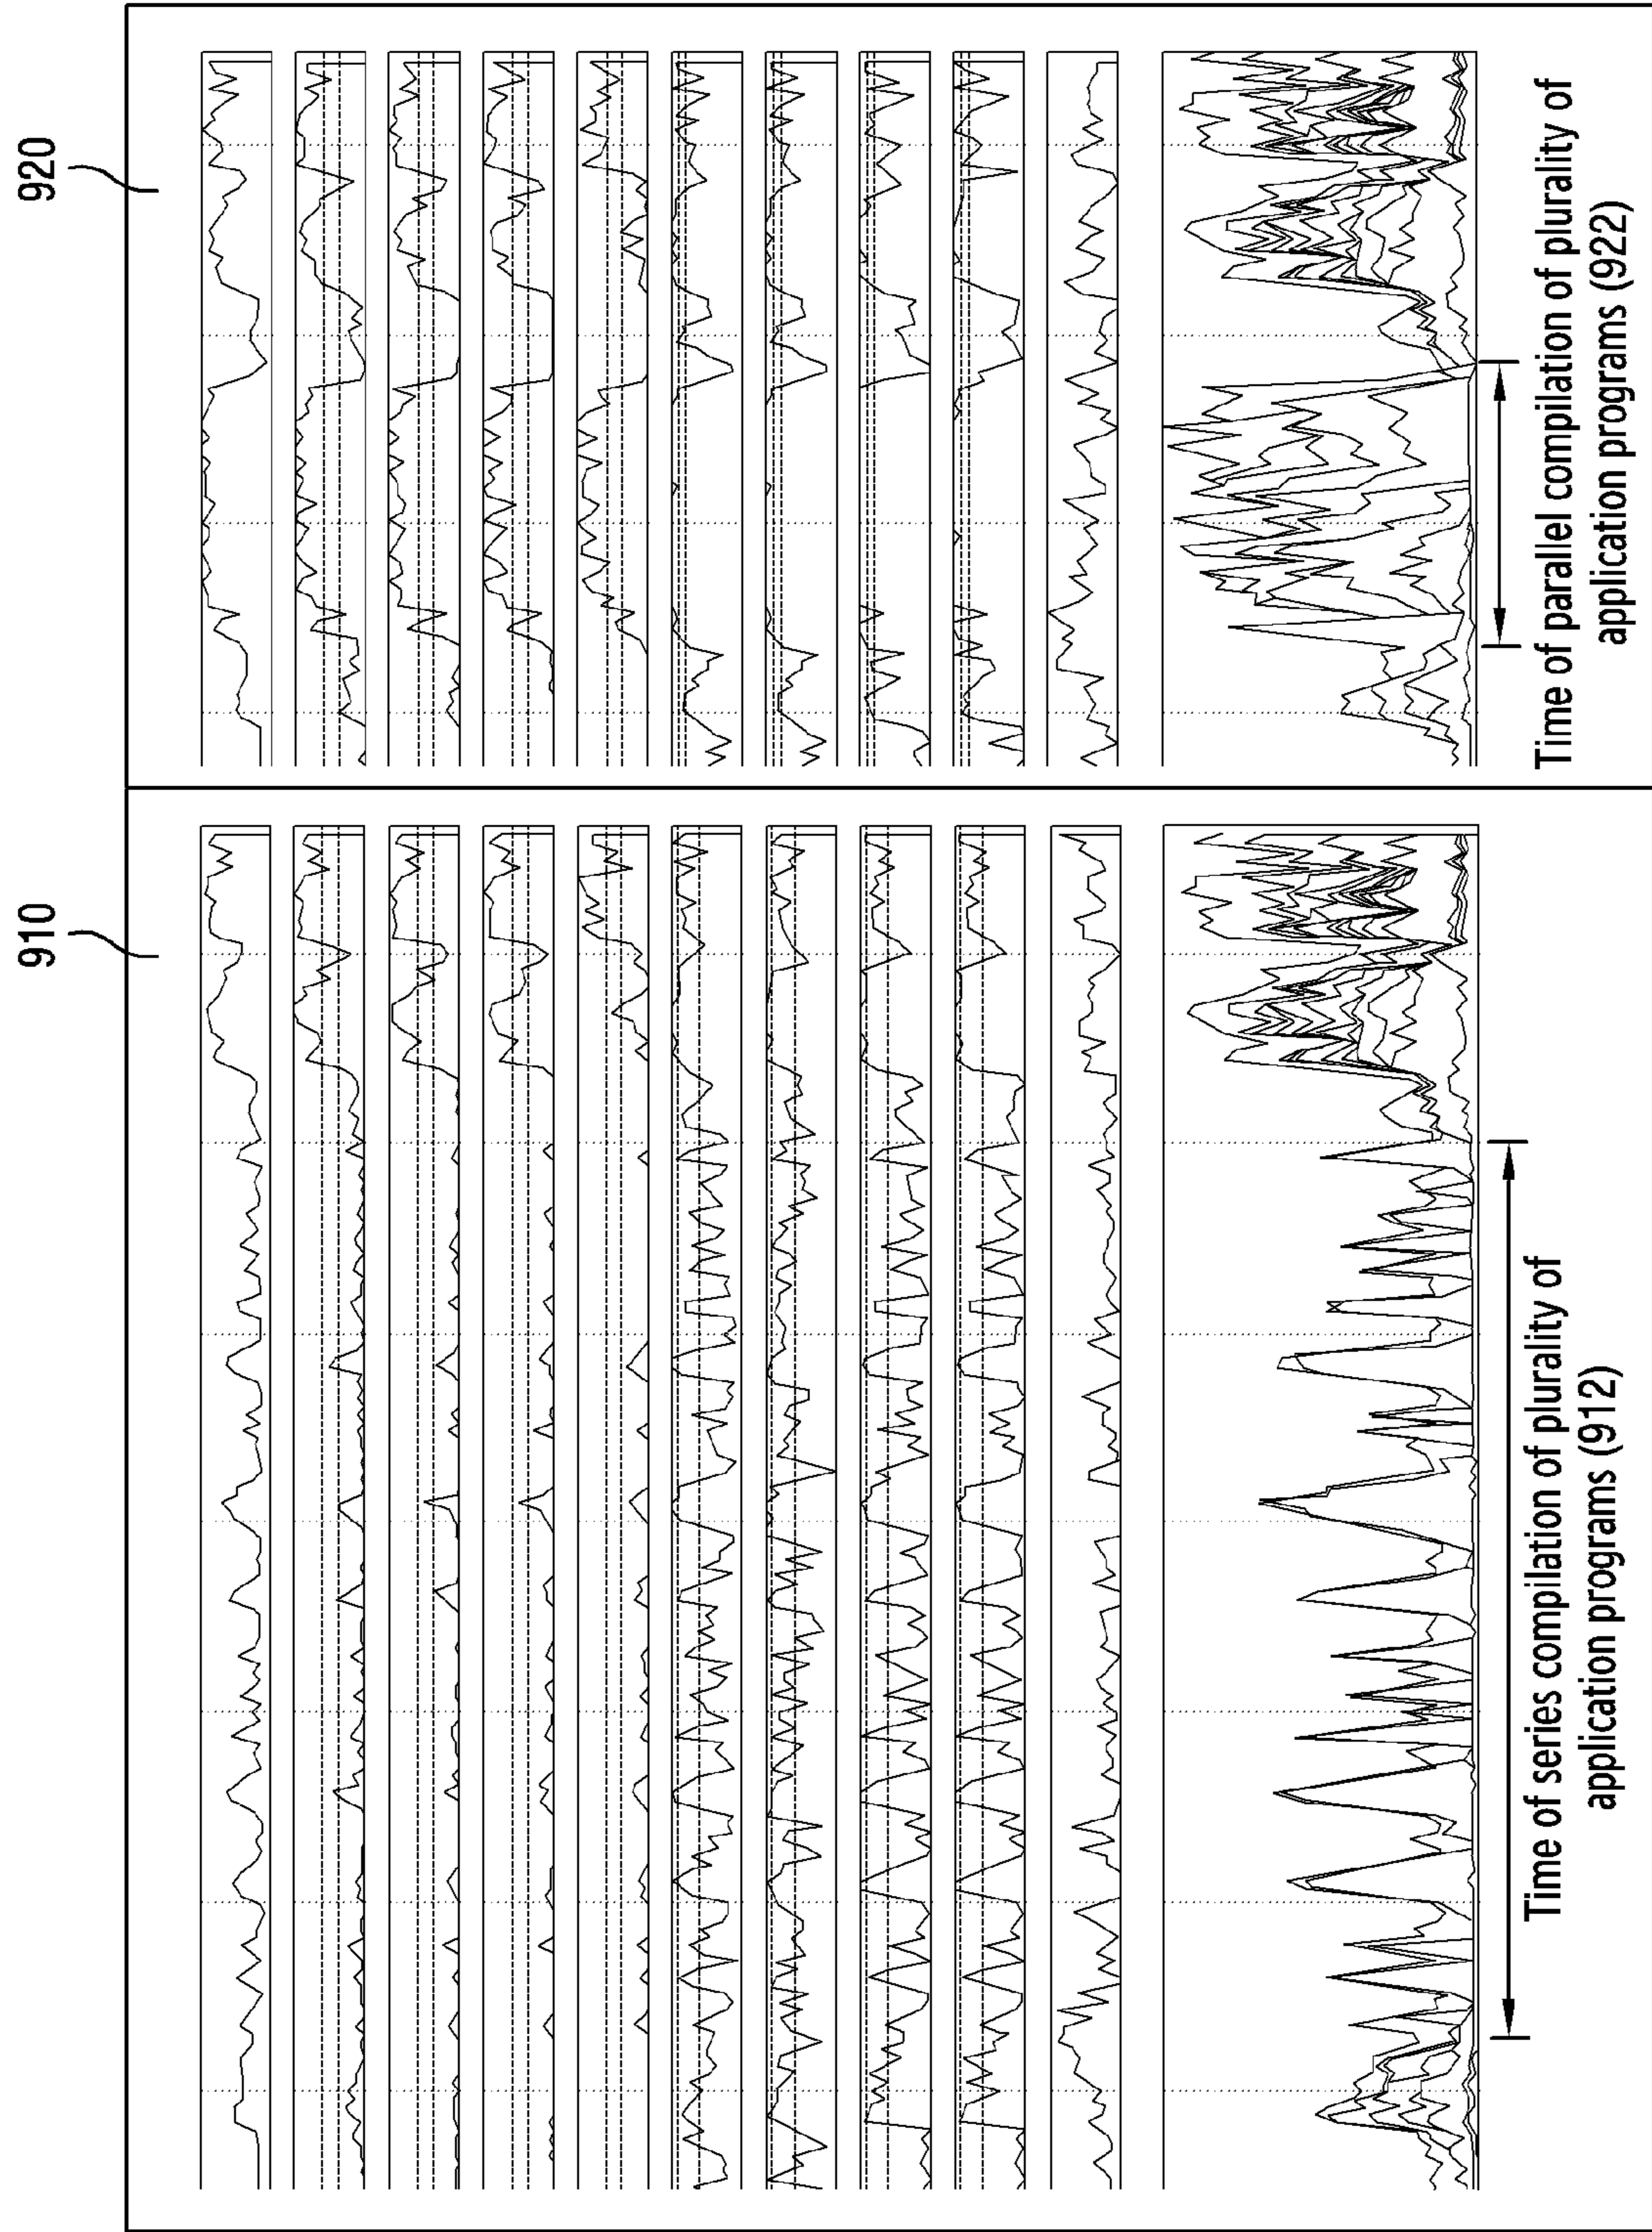 910
920
Time of series compilation of plurality of
application programs (912)
Time of parallel compilation of plurality of
application programs (922)